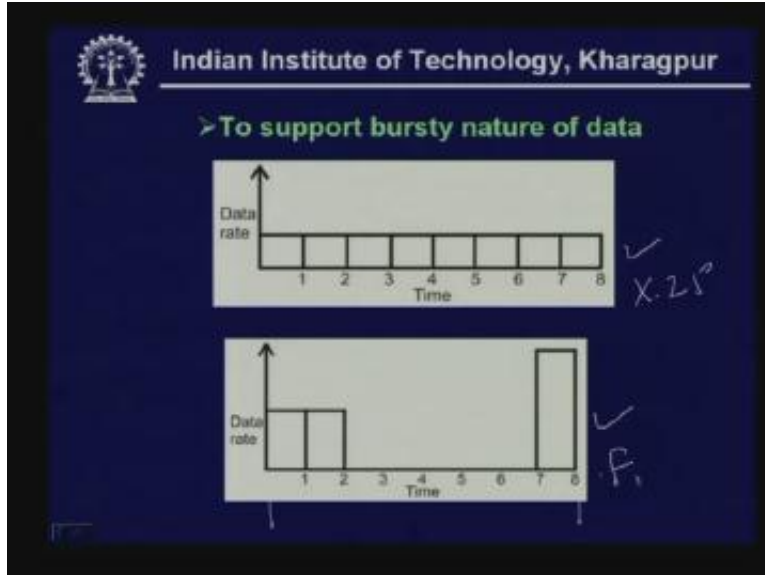 Indian Institute of Technology, Kharagpur
➢To support bursty nature of data
Data
rate
1 2 3 4 5 6 7 8
Time
X.25
Data
rate
1 2 3 4 5 6 7 8
Time
F